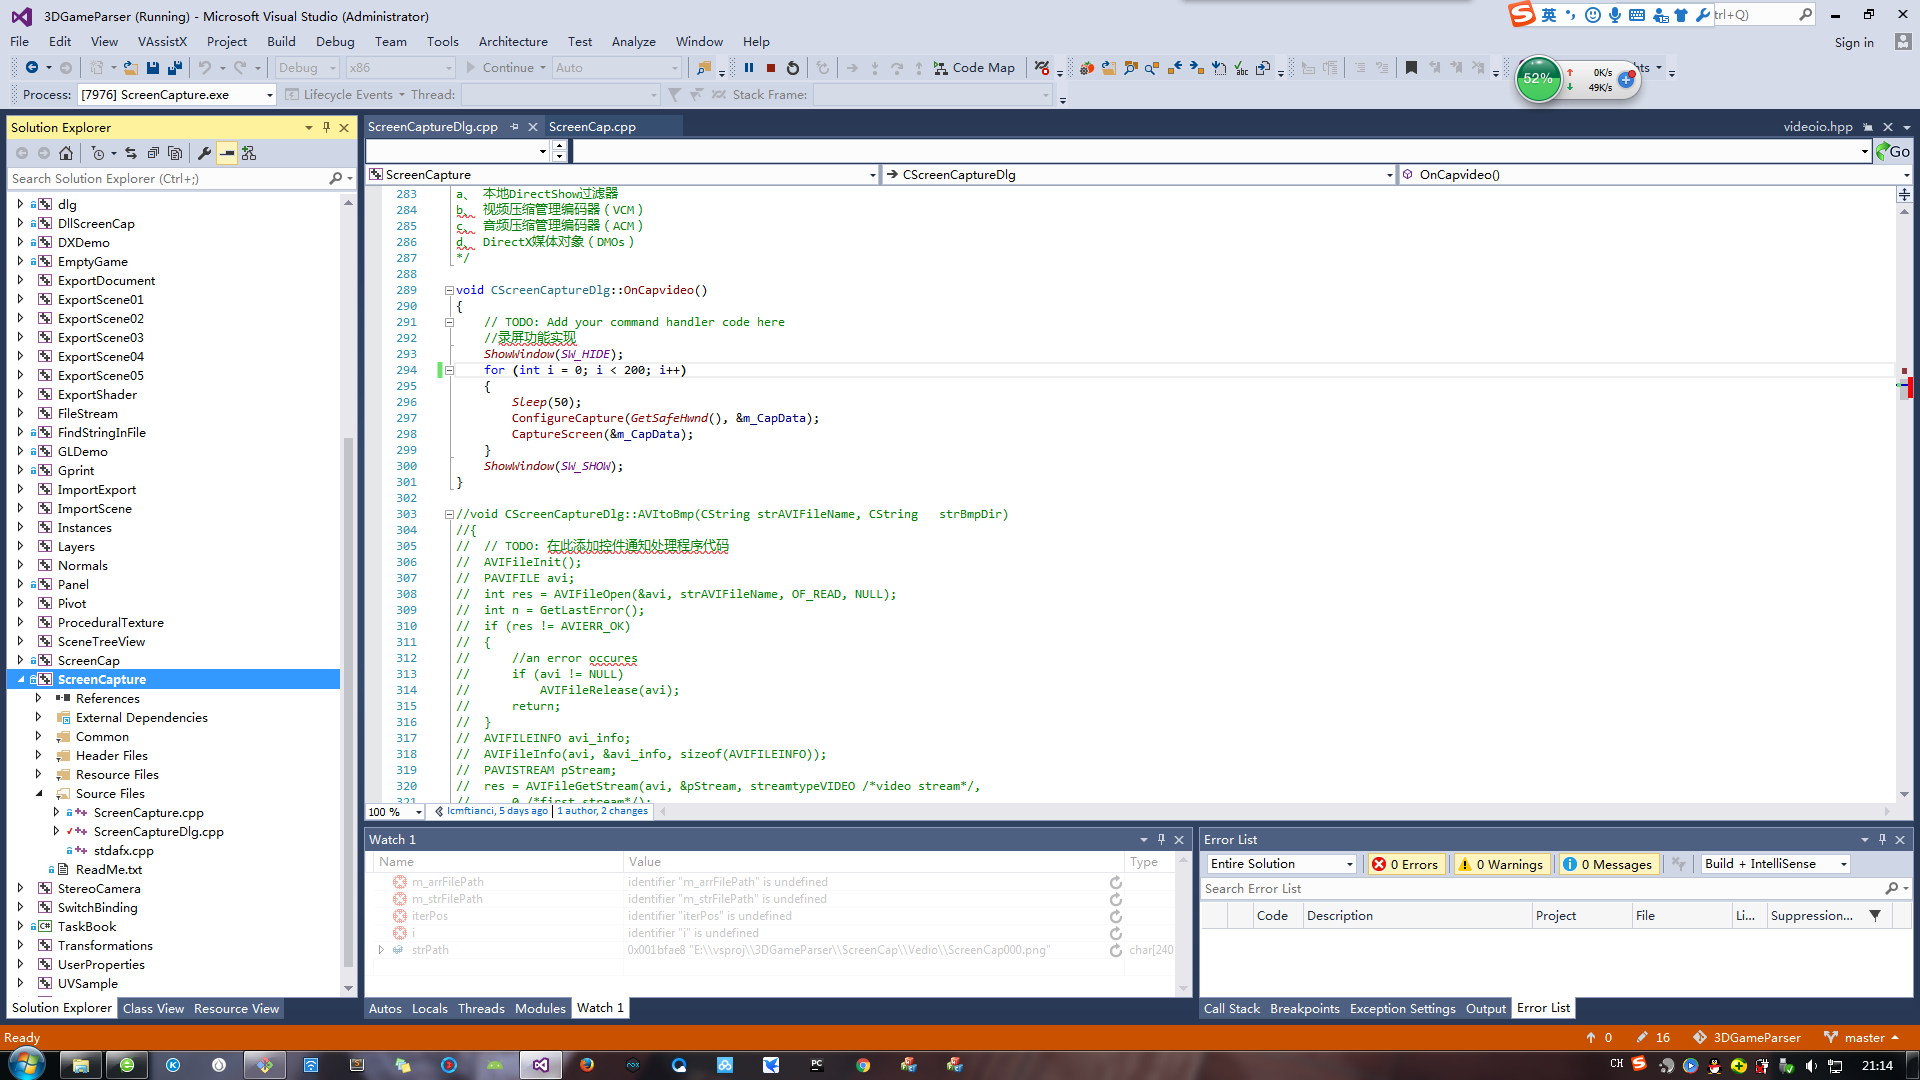 3DGameParser (Running) - Microsoft Visual Studio (Administrator)
英
trl+Q)
File Edit View VAssistX Project Build Debug Team Tools Architecture Test Analyze Window Help
Sign in
Debug x86 Continue Auto Code Map
52% 0K/s
49K/s
Process: [7976] ScreenCapture.exe Lifecycle Events Thread: Stack Frame:
Solution Explorer
Search Solution Explorer (Ctrl+;)
dlg
DllScreenCap
DXDemo
EmptyGame
ExportDocument
ExportScene01
ExportScene02
ExportScene03
ExportScene04
ExportScene05
ExportShader
FileStream
FindStringInFile
GLDemo
Gprint
ImportExport
ImportScene
Instances
Layers
Normals
Panel
Pivot
ProceduralTexture
SceneTreeView
ScreenCap
ScreenCapture
References
External Dependencies
Common
Header Files
Resource Files
Source Files
ScreenCapture.cpp
ScreenCaptureDlg.cpp
stdafx.cpp
ReadMe.txt
StereoCamera
SwitchBinding
TaskBook
Transformations
UserProperties
UVSample
Solution Explorer Class View Resource View
ScreenCaptureDlg.cpp ScreenCap.cpp videoio.hpp
Go
ScreenCapture CScreenCaptureDlg OnCapvideo()
283 a、 本地DirectShow过滤器
284 b、 视频压缩管理编码器（VCM）
285 c、 音频压缩管理编码器（ACM）
286 d、 DirectX媒体对象（DMOs）
287 */
288
289 void CScreenCaptureDlg::OnCapvideo()
290 {
291 // TODO: Add your command handler code here
292 //录屏功能实现
293 ShowWindow(SW_HIDE);
294 for (int i = 0; i < 200; i++)
295 {
296 Sleep(50);
297 ConfigureCapture(GetSafeHwnd(), &m_CapData);
298 CaptureScreen(&m_CapData);
299 }
300 ShowWindow(SW_SHOW);
301 }
302
303 //void CScreenCaptureDlg::AVItoBmp(CString strAVIFileName, CString strBmpDir)
304 //{
305 // // TODO: 在此添加控件通知处理程序代码
306 // AVIFileInit();
307 // PAVIFILE avi;
308 // int res = AVIFileOpen(&avi, strAVIFileName, OF_READ, NULL);
309 // int n = GetLastError();
310 // if (res != AVIERR_OK)
311 // {
312 // //an error occures
313 // if (avi != NULL)
314 // AVIFileRelease(avi);
315 // return;
316 // }
317 // AVIFILEINFO avi_info;
318 // AVIFileInfo(avi, &avi_info, sizeof(AVIFILEINFO));
319 // PAVISTREAM pStream;
320 // res = AVIFileGetStream(avi, &pStream, streamtypeVIDEO /*video stream*/,
321 // 0 /*first stream*/);
100 % lcmftianci, 5 days ago | 1 author, 2 changes
Watch 1
Name Value Type
m_arrFilePath identifier "m_arrFilePath" is undefined
m_strFilePath identifier "m_strFilePath" is undefined
iterPos identifier "iterPos" is undefined
i identifier "i" is undefined
strPath 0x001bfae8 "E:\\vsproj\\3DGameParser\\ScreenCap\\Vedio\\ScreenCap000.png" char[240
Autos Locals Threads Modules Watch 1
Error List
Entire Solution 0 Errors 0 Warnings 0 Messages Build + IntelliSense
Search Error List
Code Description Project File Li... Suppression...
Call Stack Breakpoints Exception Settings Output Error List
Ready 0 16 3DGameParser master
CH 21:14